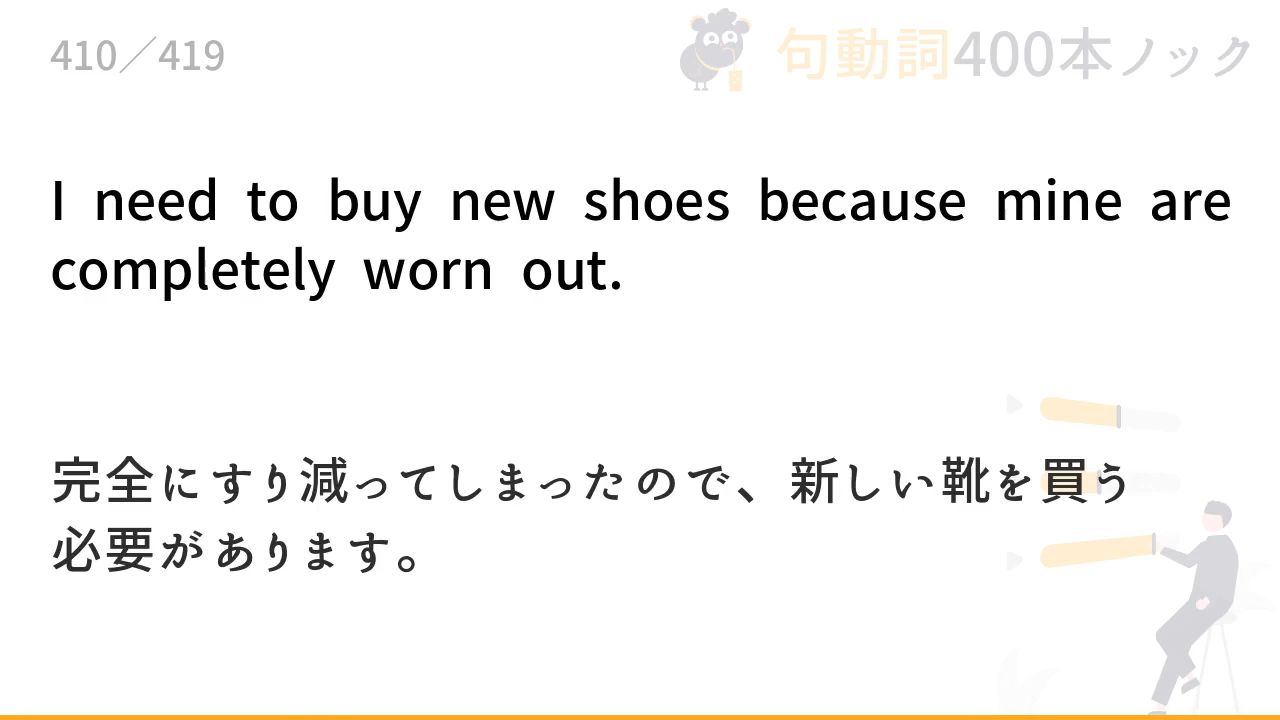 410／419
句動詞400本ノック
I need to buy new shoes because mine are
completely worn out.
完全にすり減ってしまったので、新しい靴を買う
必要があります。